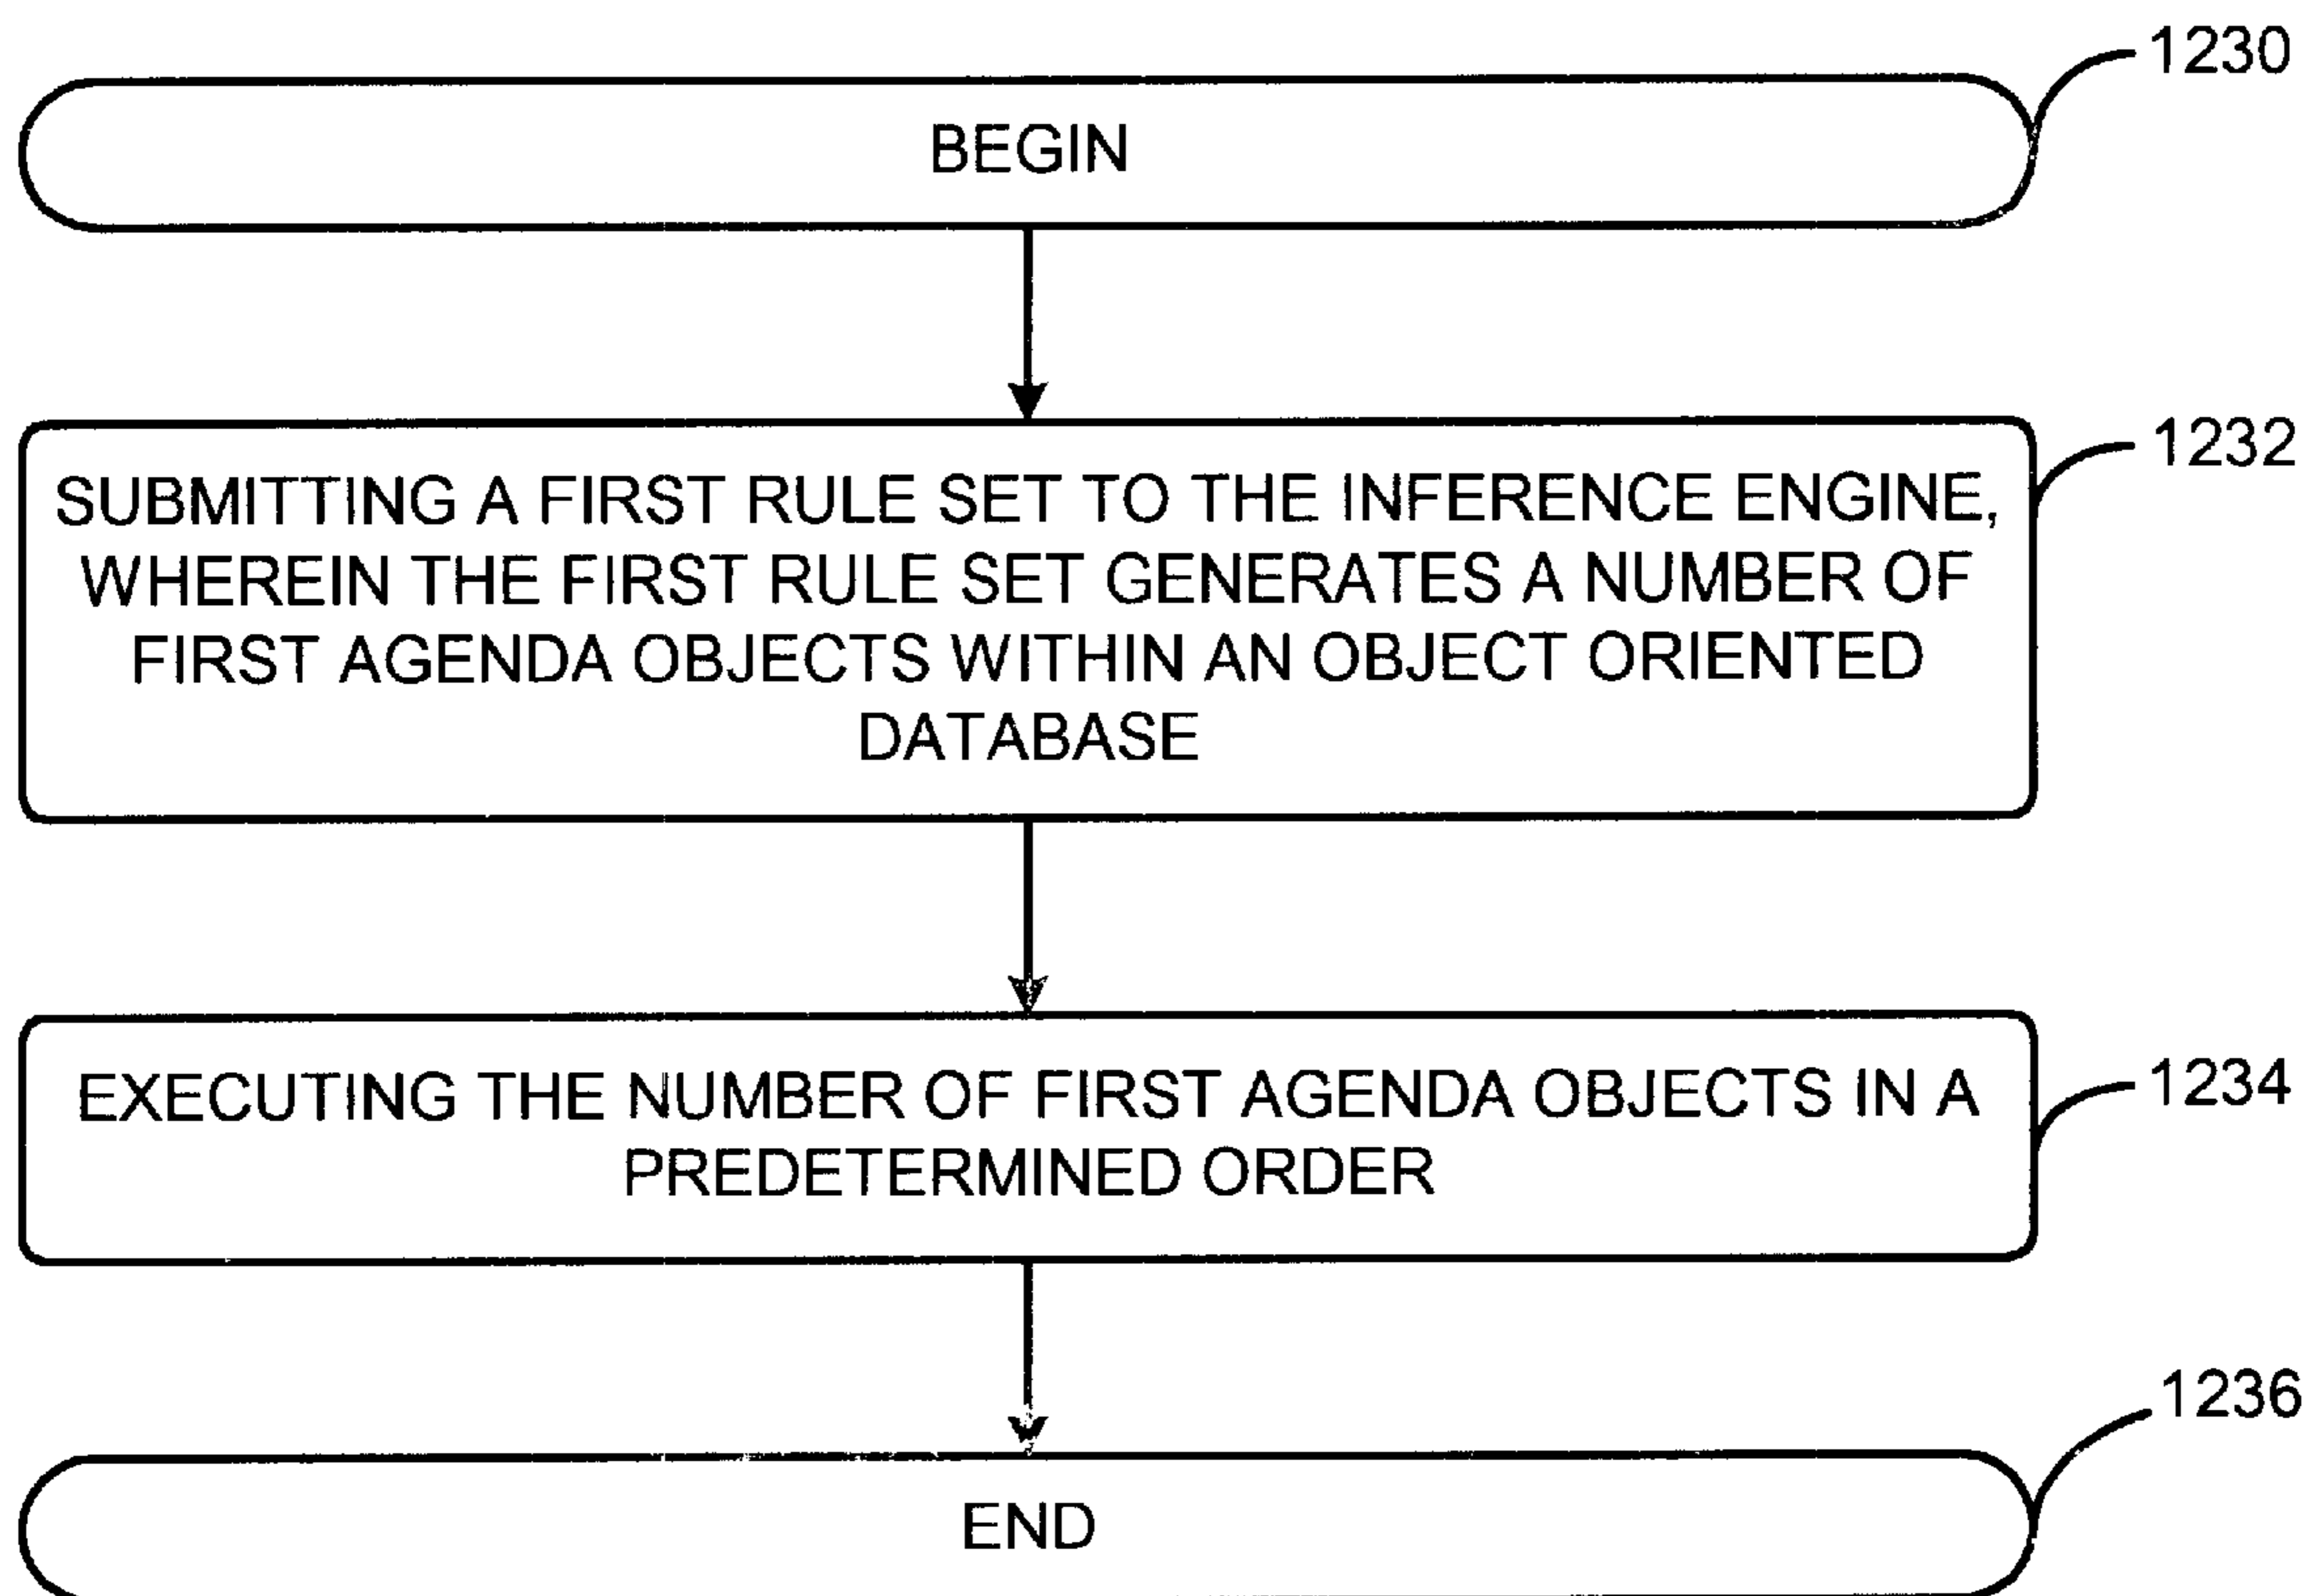 1230
BEGIN
1232
SUBMITTING A FIRST RULE SET TO THE INFERENCE ENGINE,
WHEREIN THE FIRST RULE SET GENERATES A NUMBER OF
FIRST AGENDA OBJECTS WITHIN AN OBJECT ORIENTED
DATABASE
1234
EXECUTING THE NUMBER OF FIRST AGENDA OBJECTS IN A
PREDETERMINED ORDER
1236
END